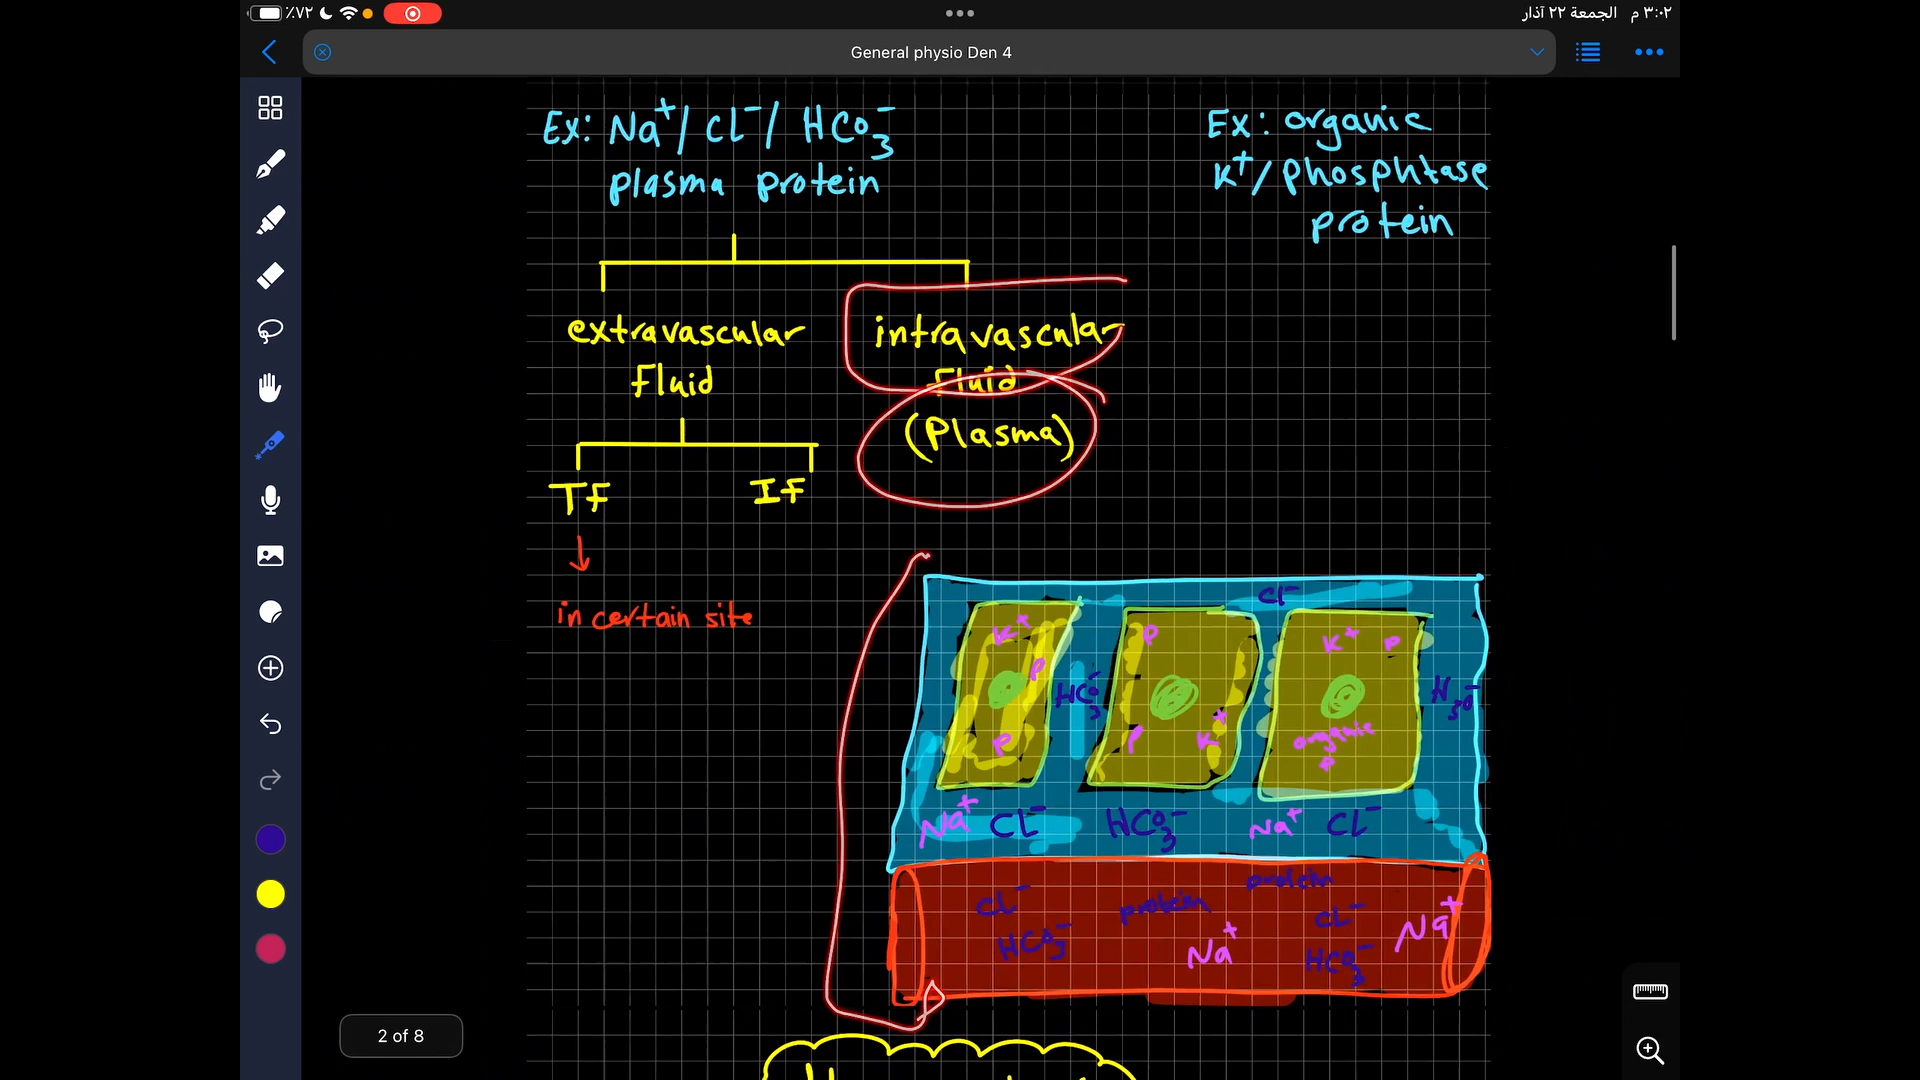 ٪٧٢
٣:٠٢ م الجمعة ٢٢ آذار
General physio Den 4
Ex: Na⁺/ Cl⁻/ HCO₃⁻
plasma protein
Ex: organic
K⁺/ phosphtase
protein
extravascular
fluid
intravascular
fluid
(Plasma)
TF
IF
↓
in certain site
Cl⁻
K⁺
P
P
P
K⁺
P
K⁺
P
organic
P
HCO₃⁻
Na⁺ CL⁻ HCO₃⁻ Na⁺ CL⁻
protein
CL⁻ protein CL⁻ Na⁺
HCO₃⁻ Na⁺ HCO₃⁻
2 of 8